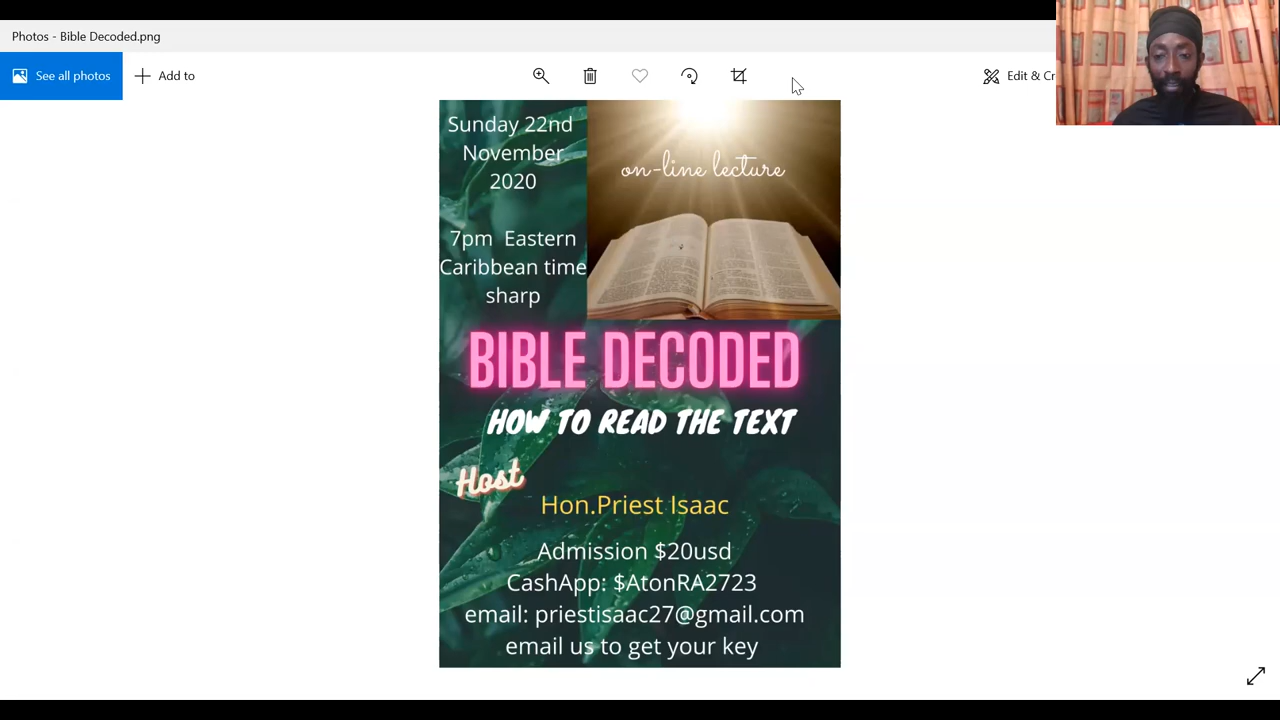 Photos - Bible Decoded.png
See all photos
Add to
Edit & Cr
Sunday 22nd
November
2020
7pm Eastern
Caribbean time
sharp
on-line lecture
BIBLE DECODED
HOW TO READ THE TEXT
Host
Hon.Priest Isaac
Admission $20usd
CashApp: $AtonRA2723
email: priestisaac27@gmail.com
email us to get your key